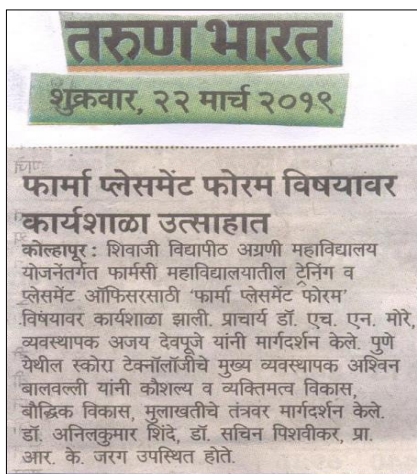 तरुण भारत
शुक्रवार, २२ मार्च २०१९
फार्मा प्लेसमेंट फोरम विषयावर
कार्यशाळा उत्साहात
कोल्हापूर : शिवाजी विद्यापीठ अग्रणी महाविद्यालय
योजनंतर्गत फार्मसी महाविद्यालयातील ट्रेनिंग व
प्लेसमेंट ऑफिसरसाठी 'फार्मा प्लेसमेंट फोरम'
विषयावर कार्यशाळा झाली. प्राचार्य डॉ. एच. एन. मोरे,
व्यवस्थापक अजय देवपूजे यांनी मार्गदर्शन केले. पुणे
येथील स्कोरा टेक्नॉलॉजीचे मुख्य व्यवस्थापक अश्विन
बालवल्ली यांनी कौशल्य व व्यक्तिमत्व विकास,
बौद्धिक विकास, मुलाखतीचे तंत्रवर मार्गदर्शन केले.
डॉ. अनिलकुमार शिंदे, डॉ. सचिन पिशवीकर, प्रा.
आर. के. जरग उपस्थित होते.